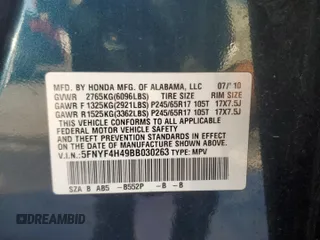 MFD. BY HONDA MFG. OF ALABAMA, LLC 07/10
GVWR 2765KG(6096LBS) TIRE SIZE RIM SIZE
GAWR F 1325KG(2921LBS) P245/65R17 105T 17X7.5J
GAWR R1525KG(3362LBS) P245/65R17 105T 17X7.5J
THIS VEHICLE CONFORMS TO ALL APPLICABLE
FEDERAL MOTOR VEHICLE SAFETY AND
THEFT PREVENTION STANDARDS IN EFFECT
ON THE DATE OF MANUFACTURE SHOWN ABOVE.
V.I.N:5FNYF4H49BB030263 TYPE:MPV
SZA B AB5 -B552P -B -B